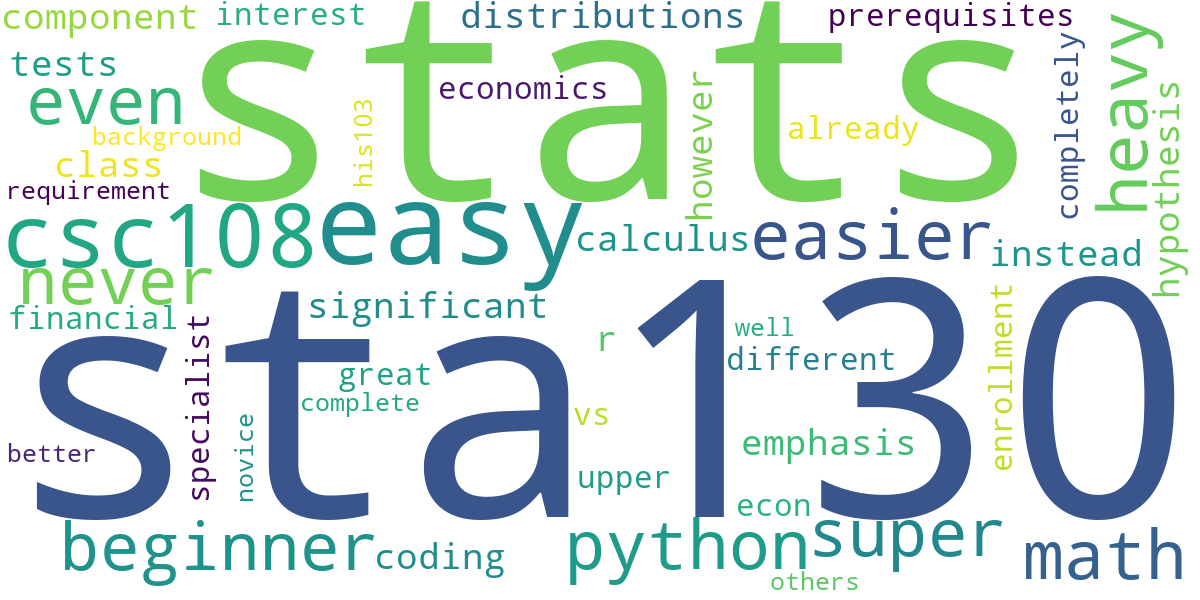 component
interest
distributions
prerequisites
stats
tests
even
economics
his103
however
already
completely
heavy
hypothesis
background
class
requirement
csc108
easy
calculus
easier
instead
never
significant
financial
sta130
specialist
r
well
different
enrollment
great
complete
vs
novice
better
emphasis
upper
econ
beginner
coding
python
super
math
others